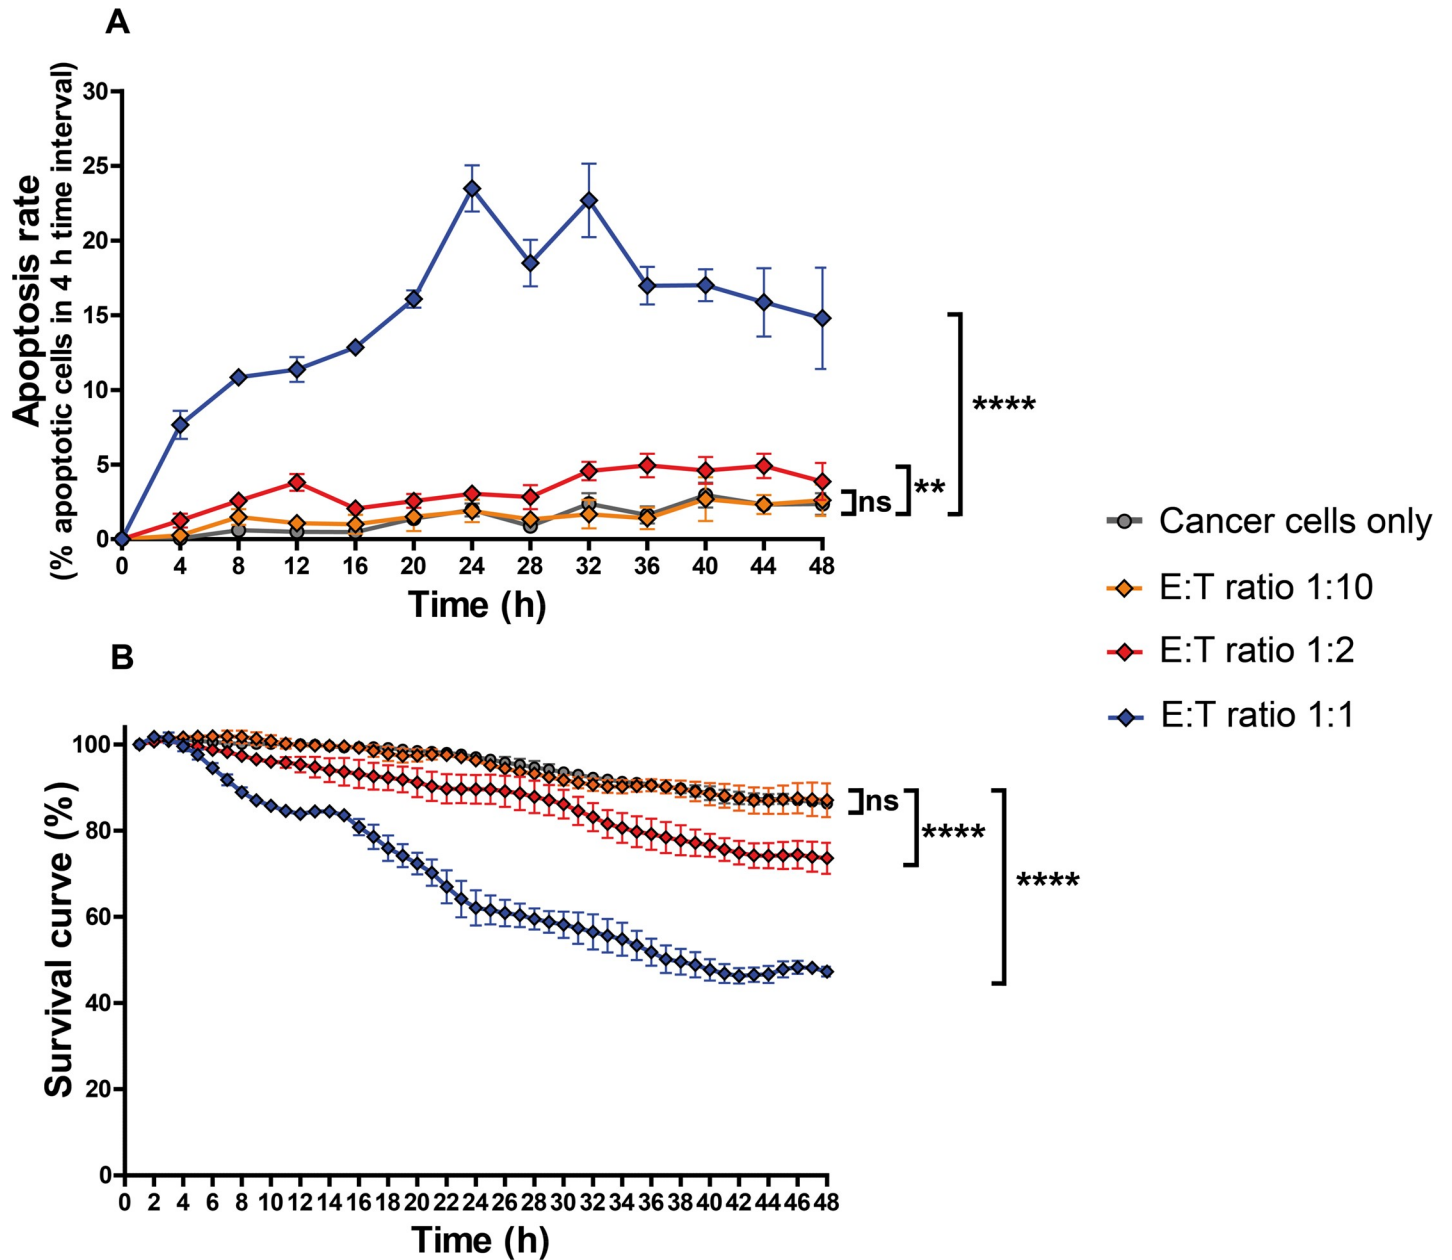 A
Apoptosis rate
(% apoptotic cells in 4 h time interval)
30
25
20
15
10
5
0
0 4 8 12 16 20 24 28 32 36 40 44 48
Time (h)
ns
**
****
Cancer cells only
E:T ratio 1:10
E:T ratio 1:2
E:T ratio 1:1
B
Survival curve (%)
100
80
60
40
20
0
0 2 4 6 8 10 12 14 16 18 20 22 24 26 28 30 32 34 36 38 40 42 44 46 48
Time (h)
ns
****
****